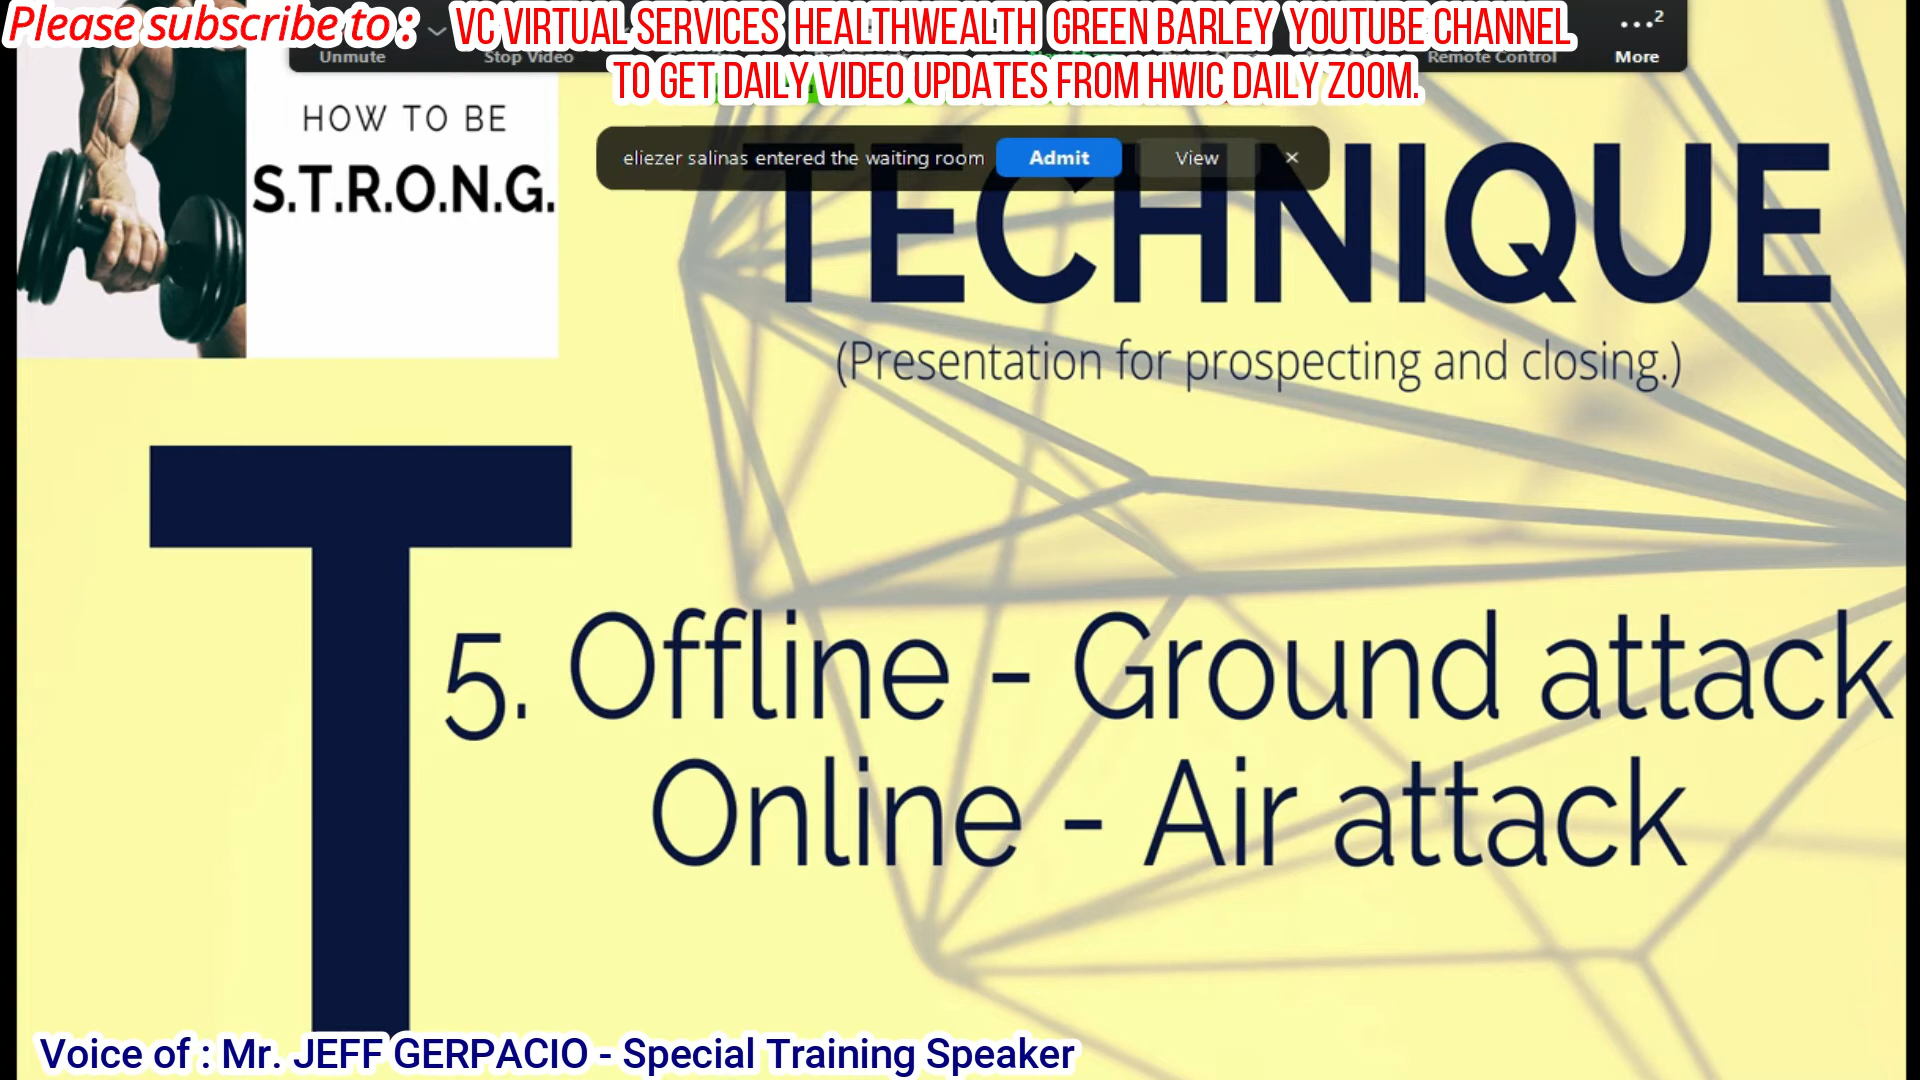 Please subscribe to : VC VIRTUAL SERVICES HEALTHWEALTH GREEN BARLEY YOUTUBE CHANNEL
TO GET DAILY VIDEO UPDATES FROM HWIC DAILY ZOOM.
Unmute Stop Video Remote Control More 2
HOW TO BE
S.T.R.O.N.G.
eliezer salinas entered the waiting room Admit View ×
TECHNIQUE
(Presentation for prospecting and closing.)
T
5. Offline - Ground attack
Online - Air attack
Voice of : Mr. JEFF GERPACIO - Special Training Speaker